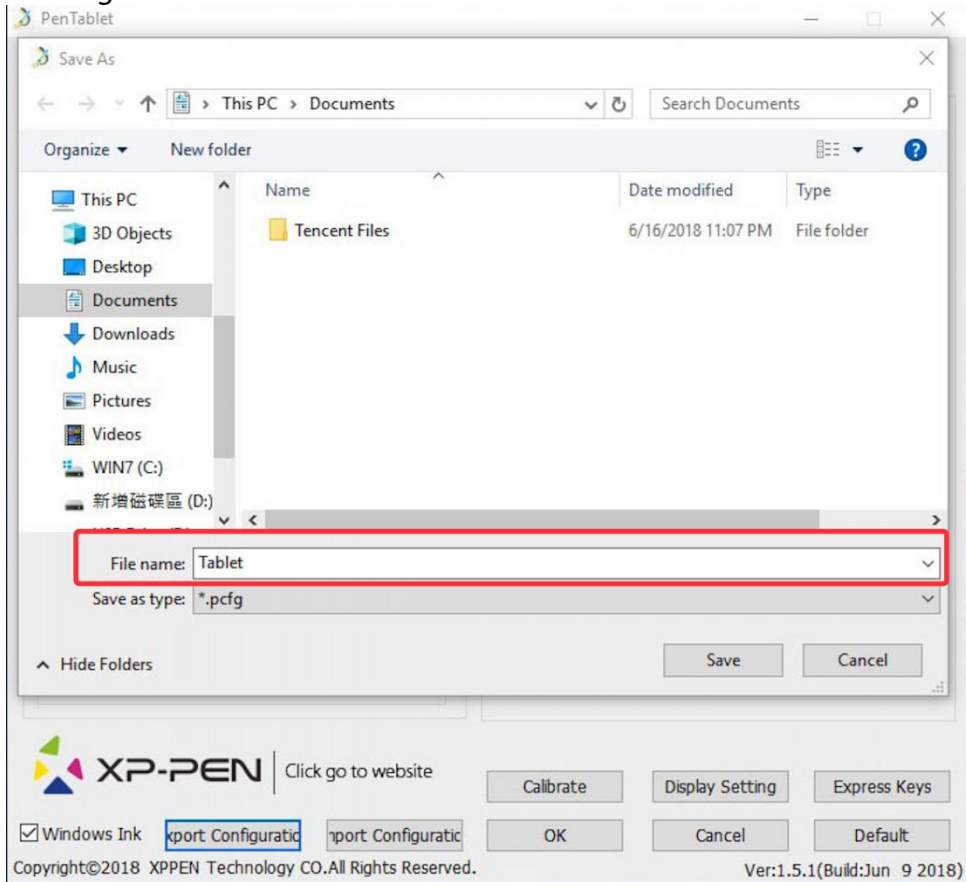 PenTablet
Save As
This PC > Documents
Search Documents
Organize
New folder
Name
Date modified
Type
This PC
3D Objects
Desktop
Documents
Downloads
Music
Pictures
Videos
WIN7 (C:)
新增磁碟區 (D:)
Tencent Files
6/16/2018 11:07 PM
File folder
File name: Tablet
Save as type: *.pcfg
Hide Folders
Save
Cancel
XP-PEN
Click go to website
Calibrate
Display Setting
Express Keys
Windows Ink
xport Configuratic
nport Configuratic
OK
Cancel
Default
Copyright©2018 XPPEN Technology CO.All Rights Reserved.
Ver:1.5.1(Build:Jun 9 2018)